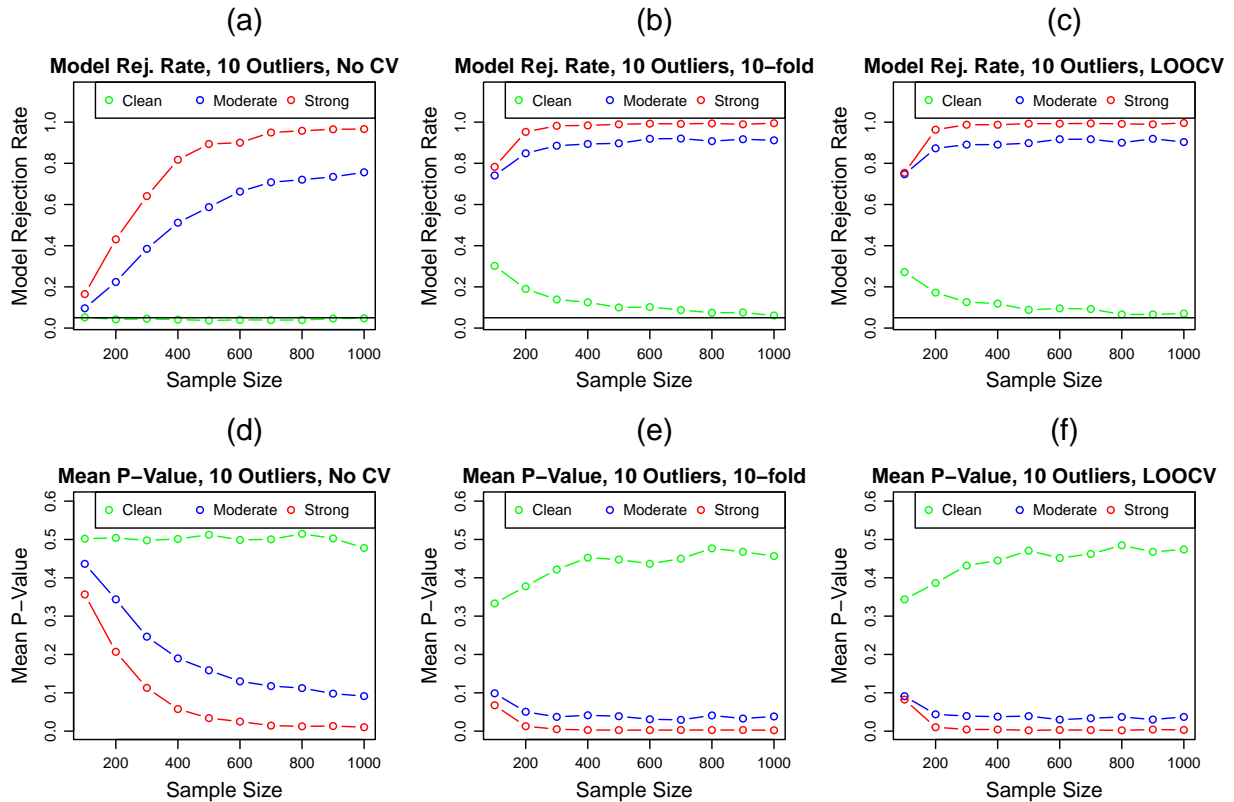 (a)
Model Rej. Rate, 10 Outliers, No CV
Clean Moderate Strong
Model Rejection Rate
0.0 0.2 0.4 0.6 0.8 1.0
200 400 600 800 1000
Sample Size
(b)
Model Rej. Rate, 10 Outliers, 10−fold
Clean Moderate Strong
Model Rejection Rate
0.0 0.2 0.4 0.6 0.8 1.0
200 400 600 800 1000
Sample Size
(c)
Model Rej. Rate, 10 Outliers, LOOCV
Clean Moderate Strong
Model Rejection Rate
0.0 0.2 0.4 0.6 0.8 1.0
200 400 600 800 1000
Sample Size
(d)
Mean P−Value, 10 Outliers, No CV
Clean Moderate Strong
Mean P−Value
0.0 0.1 0.2 0.3 0.4 0.5 0.6
200 400 600 800 1000
Sample Size
(e)
Mean P−Value, 10 Outliers, 10−fold
Clean Moderate Strong
Mean P−Value
0.0 0.1 0.2 0.3 0.4 0.5 0.6
200 400 600 800 1000
Sample Size
(f)
Mean P−Value, 10 Outliers, LOOCV
Clean Moderate Strong
Mean P−Value
0.0 0.1 0.2 0.3 0.4 0.5 0.6
200 400 600 800 1000
Sample Size